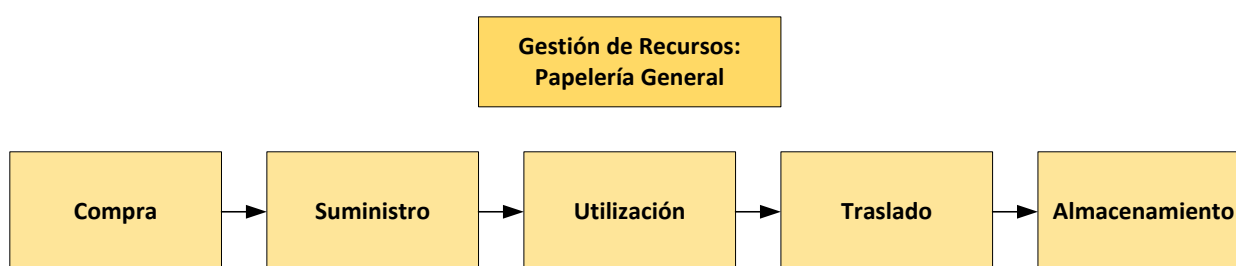 Gestión de Recursos:
Papelería General
Compra
Suministro
Utilización
Traslado
Almacenamiento